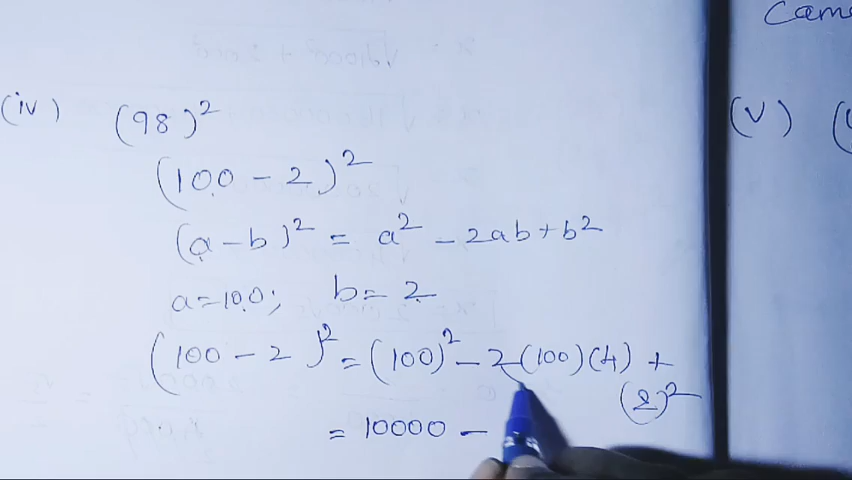 Came
(iv) (98)²
(v) (
(100 - 2)²
(a - b)² = a² - 2ab + b²
a = 100; b = 2
(100 - 2)² = (100)² - 2(100)(4) +
(2)²
= 10000 -